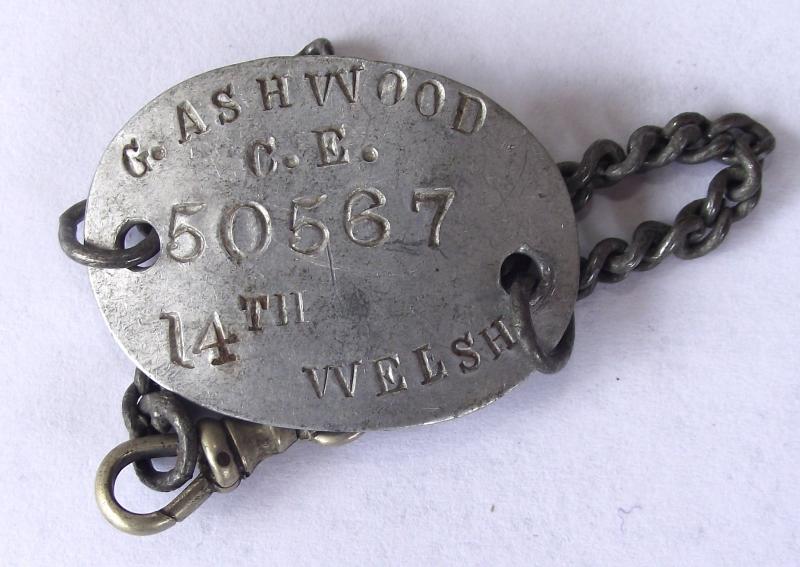 G. ASHWOOD
C.E.
50567
14TH
WELSH